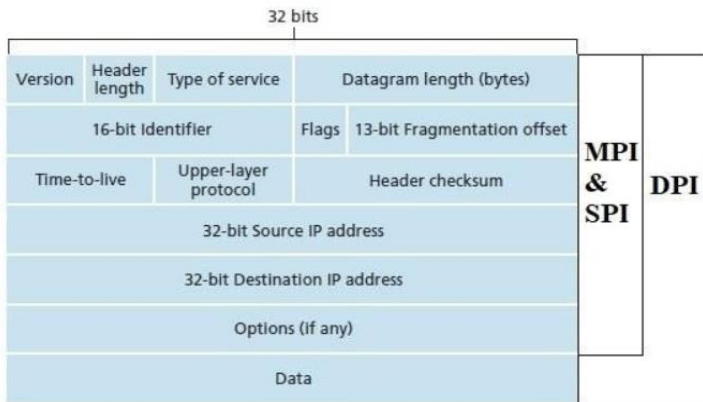 32 bits
Version
Header
length
Type of service
Datagram length (bytes)
16-bit Identifier
Flags
13-bit Fragmentation offset
Time-to-live
Upper-layer
protocol
Header checksum
32-bit Source IP address
32-bit Destination IP address
Options (if any)
Data
MPI
&
SPI
DPI